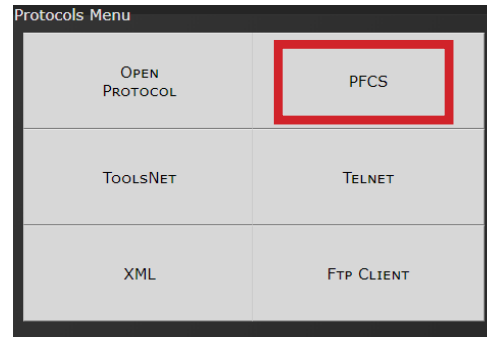 Protocols Menu
Open
Protocol
PFCS
ToolsNet
Telnet
XML
Ftp Client